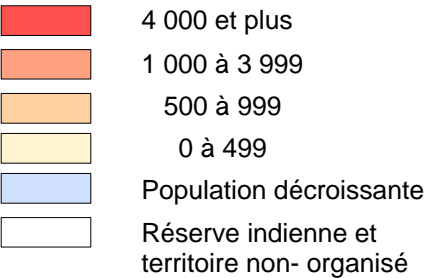 4 000 et plus
1 000 à 3 999
500 à 999
0 à 499
Population décroissante
Réserve indienne et
territoire non- organisé